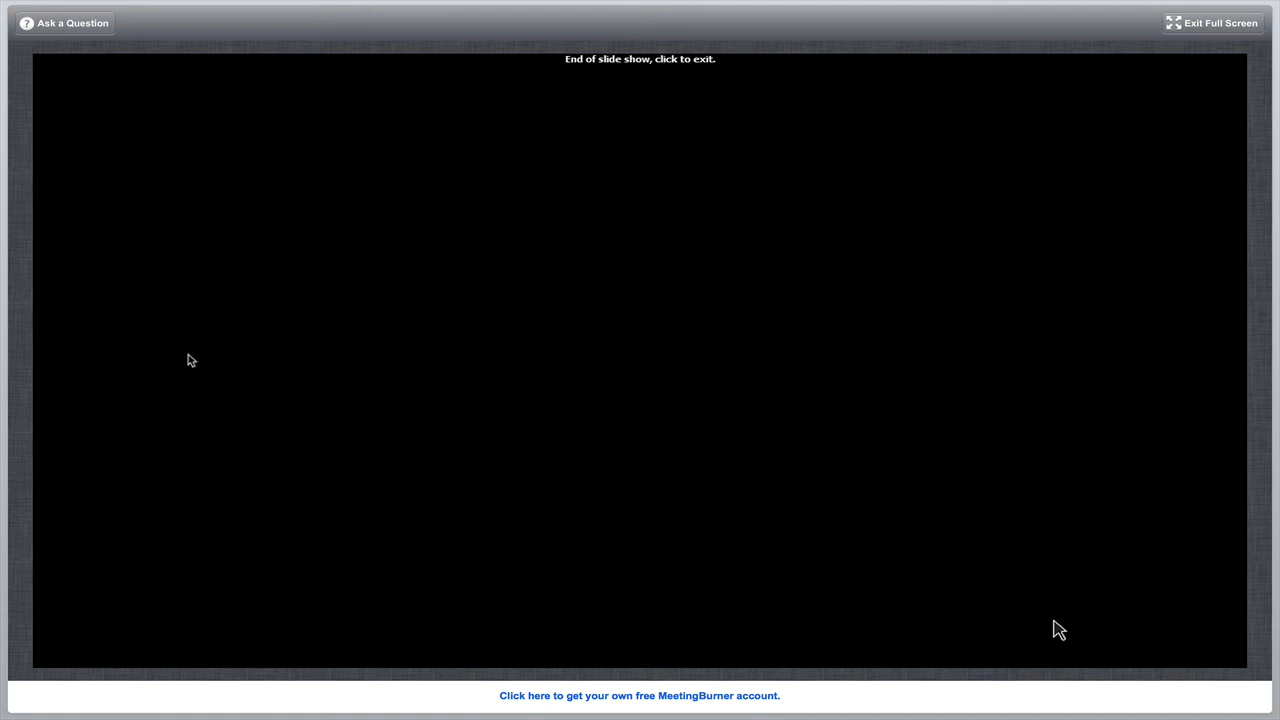 Ask a Question
Exit Full Screen
End of slide show, click to exit.
Click here to get your own free MeetingBurner account.